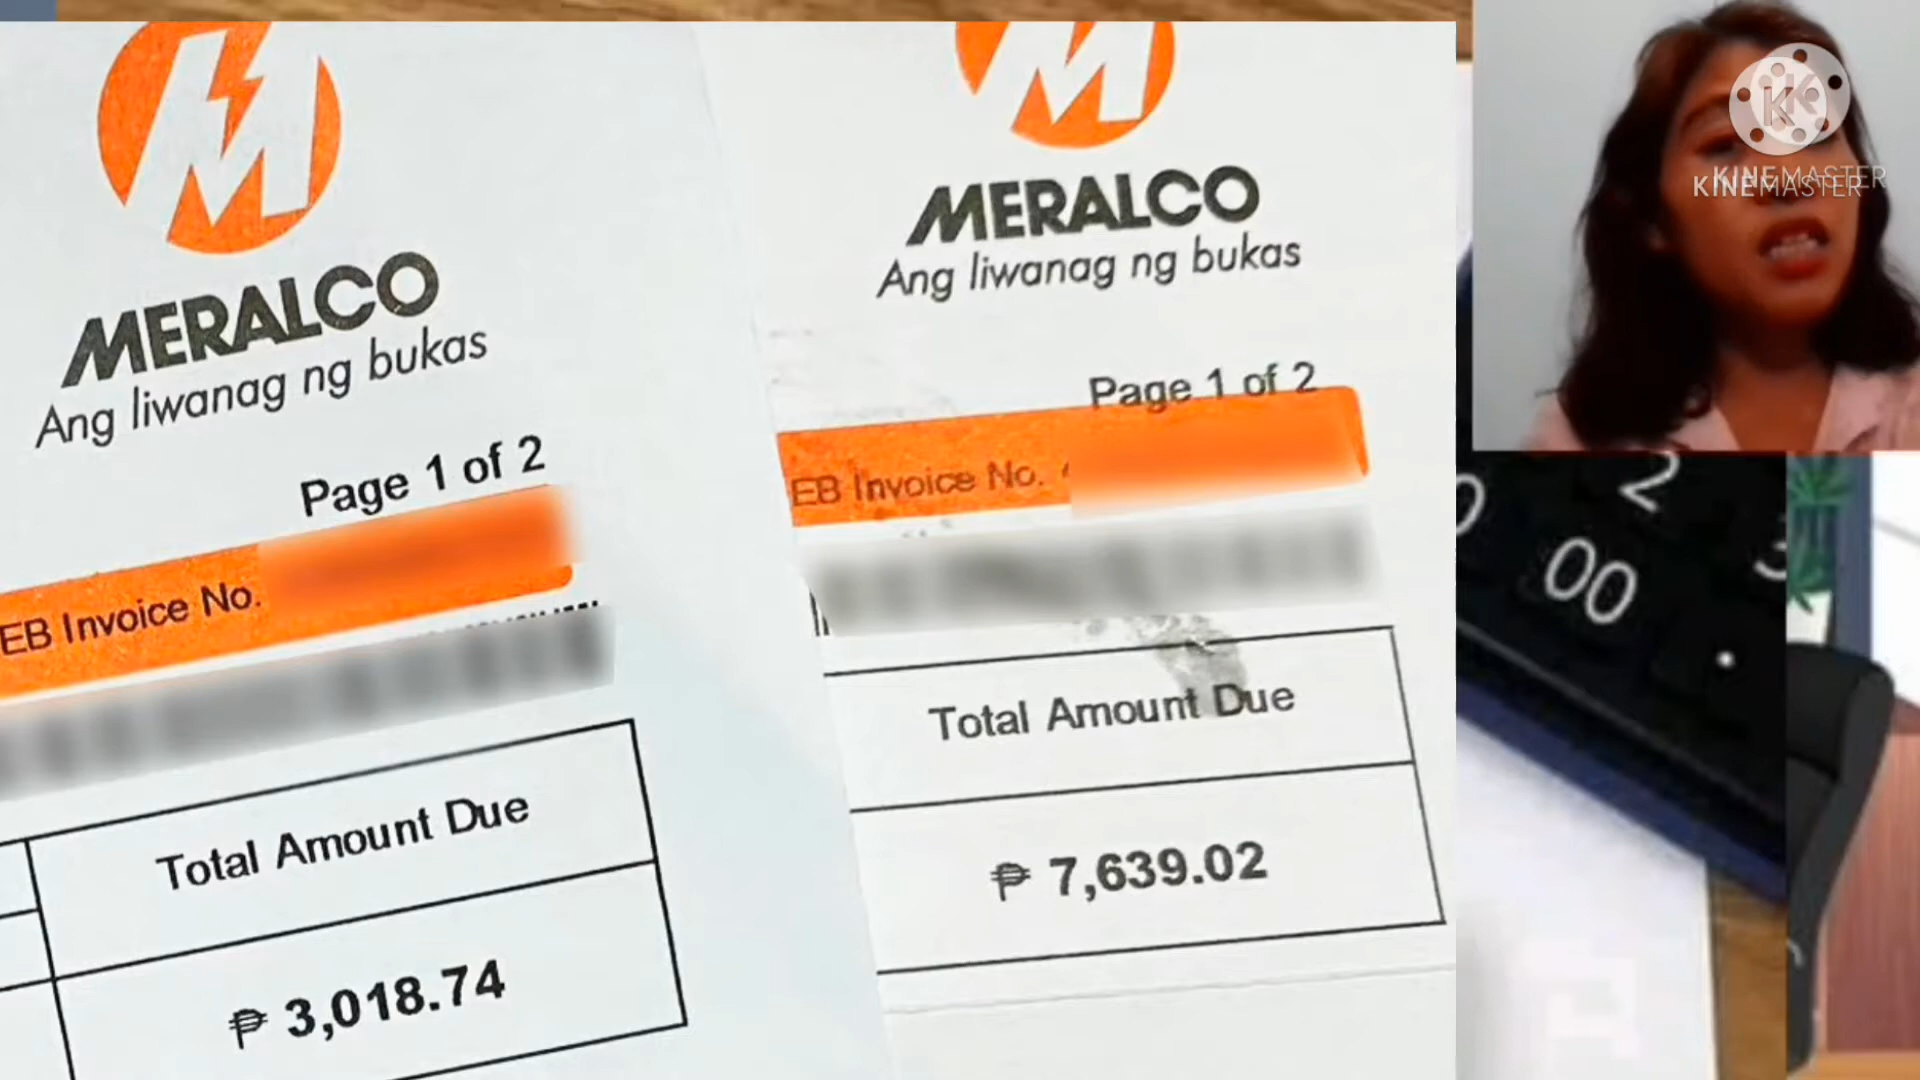 MERALCO
Ang liwanag ng bukas
Page 1 of 2
EB Invoice No.
Total Amount Due
₱ 3,018.74
MERALCO
Ang liwanag ng bukas
Page 1 of 2
EB Invoice No.
Total Amount Due
₱ 7,639.02
KINEMASTER
KINEMASTER
2
00
.